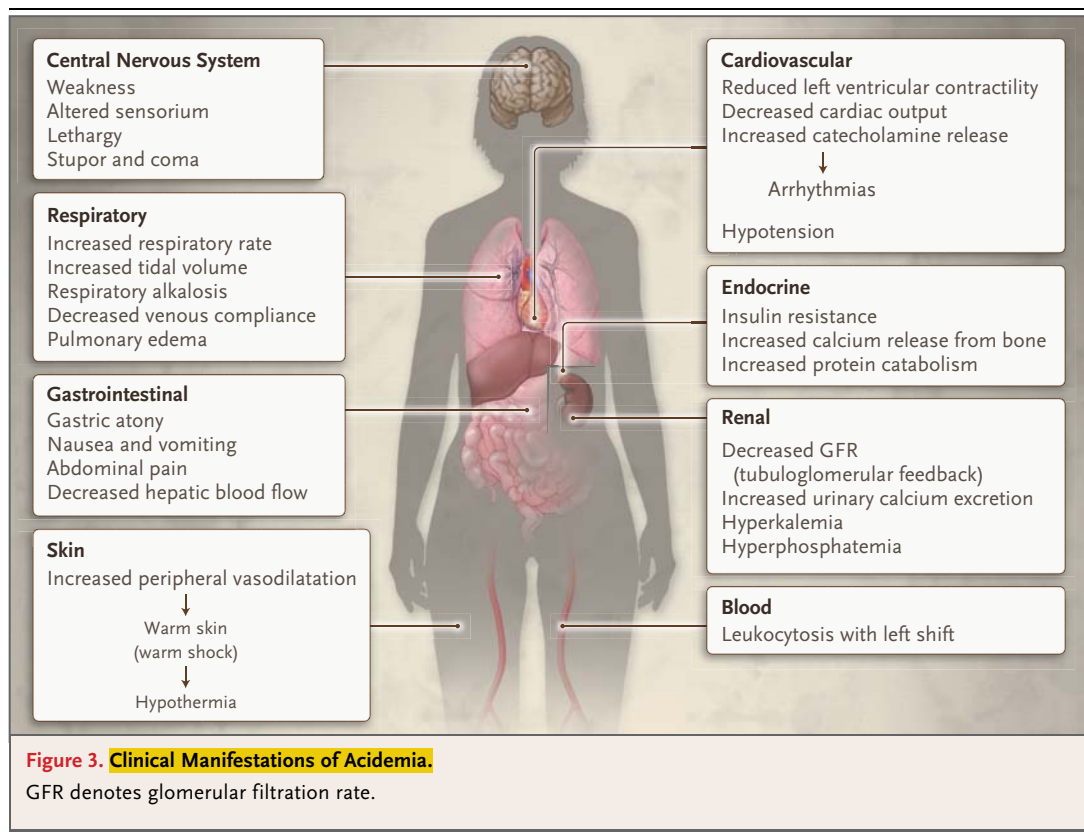 Central Nervous System
Weakness
Altered sensorium
Lethargy
Stupor and coma
Respiratory
Increased respiratory rate
Increased tidal volume
Respiratory alkalosis
Decreased venous compliance
Pulmonary edema
Gastrointestinal
Gastric atony
Nausea and vomiting
Abdominal pain
Decreased hepatic blood flow
Skin
Increased peripheral vasodilatation
Warm skin
(warm shock)
Hypothermia
Cardiovascular
Reduced left ventricular contractility
Decreased cardiac output
Increased catecholamine release
Arrhythmias
Hypotension
Endocrine
Insulin resistance
Increased calcium release from bone
Increased protein catabolism
Renal
Decreased GFR
(tubuloglomerular feedback)
Increased urinary calcium excretion
Hyperkalemia
Hyperphosphatemia
Blood
Leukocytosis with left shift
Figure 3. Clinical Manifestations of Acidemia.
GFR denotes glomerular filtration rate.